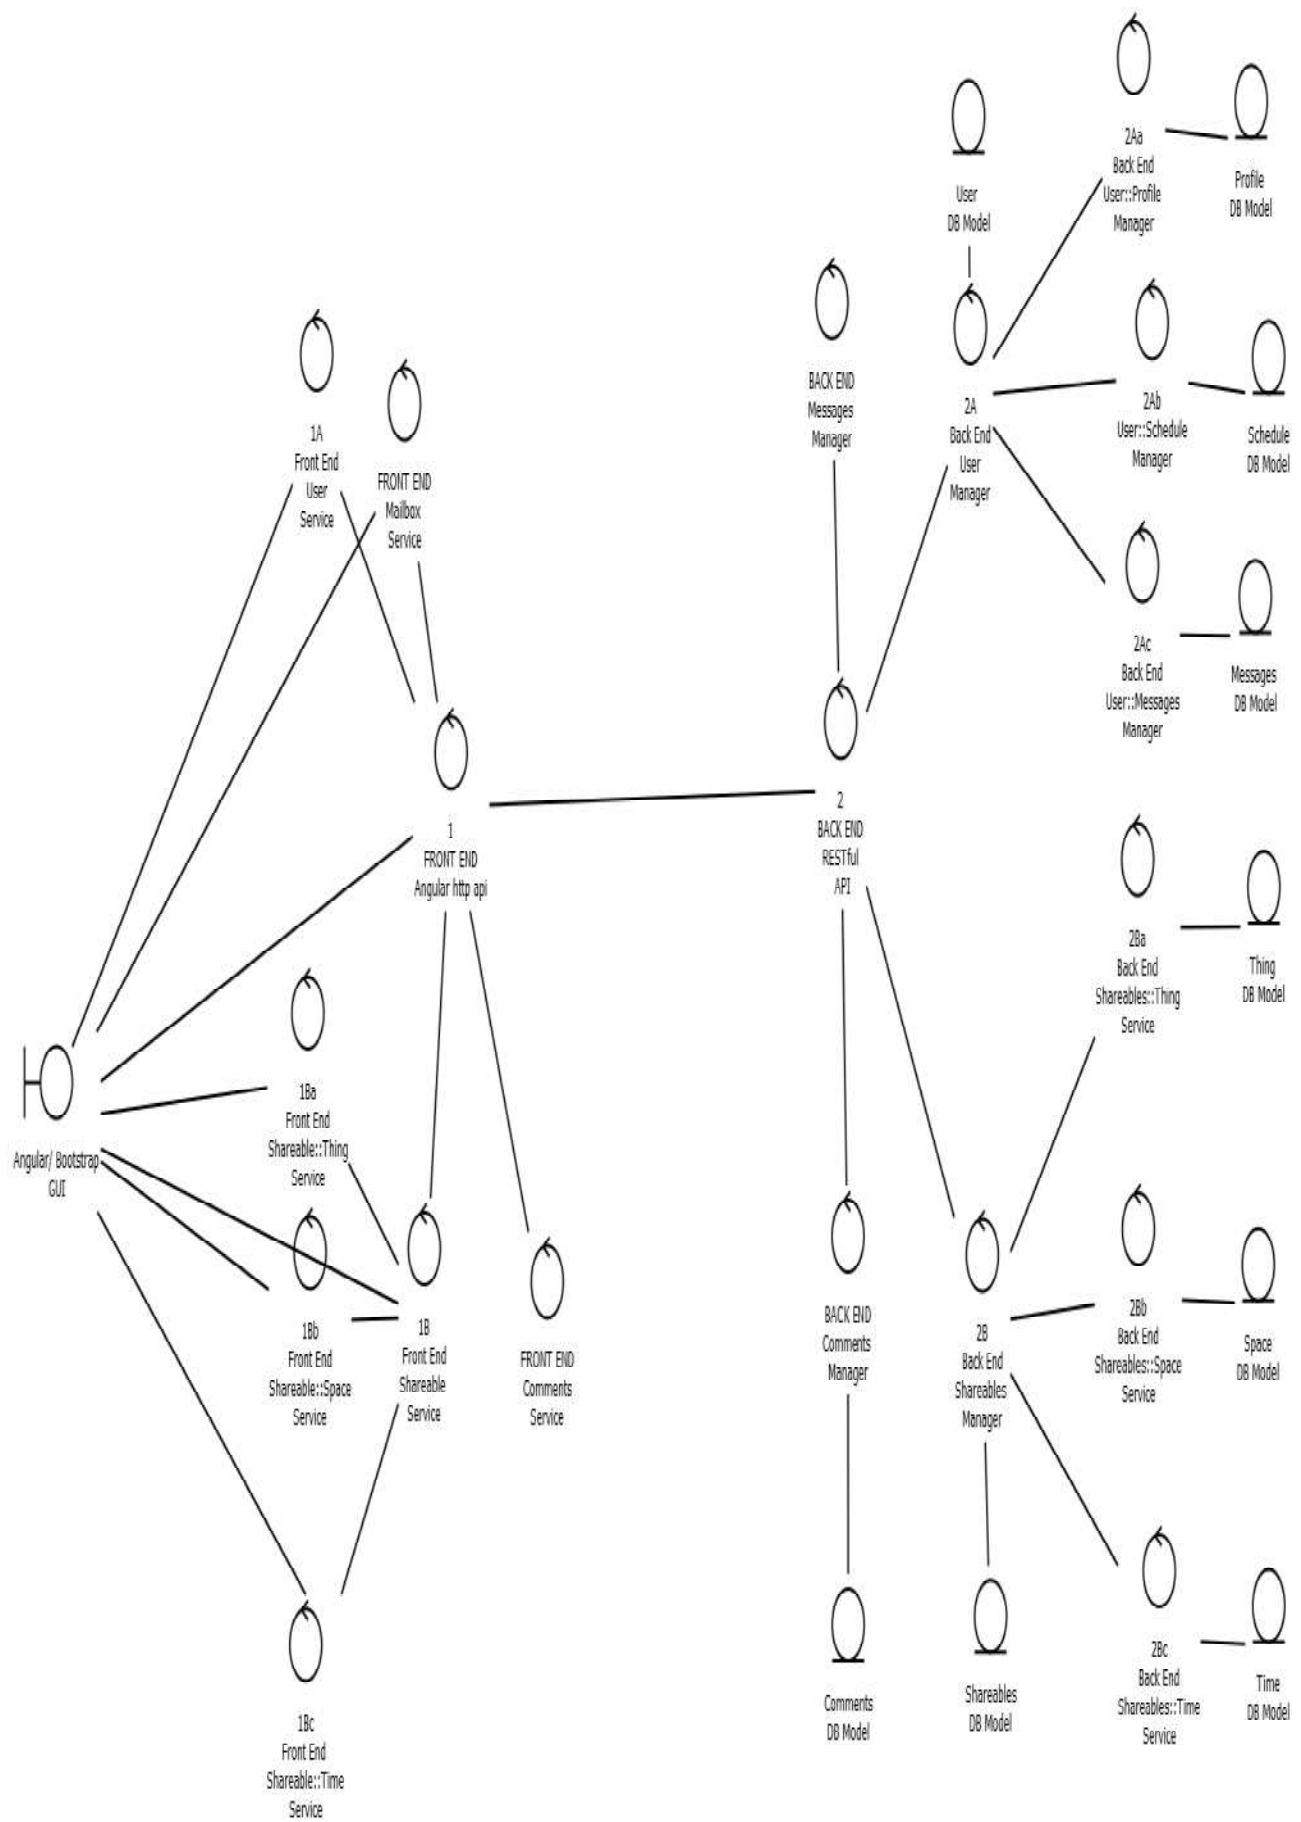 2Aa
Back End
User::Profile
Manager
Profile
DB Model
User
DB Model
BACK END
Messages
Manager
2A
Back End
User
Manager
2Ab
User::Schedule
Manager
Schedule
DB Model
1A
Front End
User
Service
FRONT END
Mailbox
Service
2Ac
Back End
User::Messages
Manager
Messages
DB Model
1
FRONT END
Angular http api
2
BACK END
RESTful
API
2Ba
Back End
Shareables::Thing
Service
Thing
DB Model
Angular/ Bootstrap
GUI
1Ba
Front End
Shareable::Thing
Service
1Bb
Front End
Shareable::Space
Service
1B
Front End
Shareable
Service
FRONT END
Comments
Service
BACK END
Comments
Manager
2B
Back End
Shareables
Manager
2Bb
Back End
Shareables::Space
Service
Space
DB Model
1Bc
Front End
Shareable::Time
Service
Comments
DB Model
Shareables
DB Model
2Bc
Back End
Shareables::Time
Service
Time
DB Model